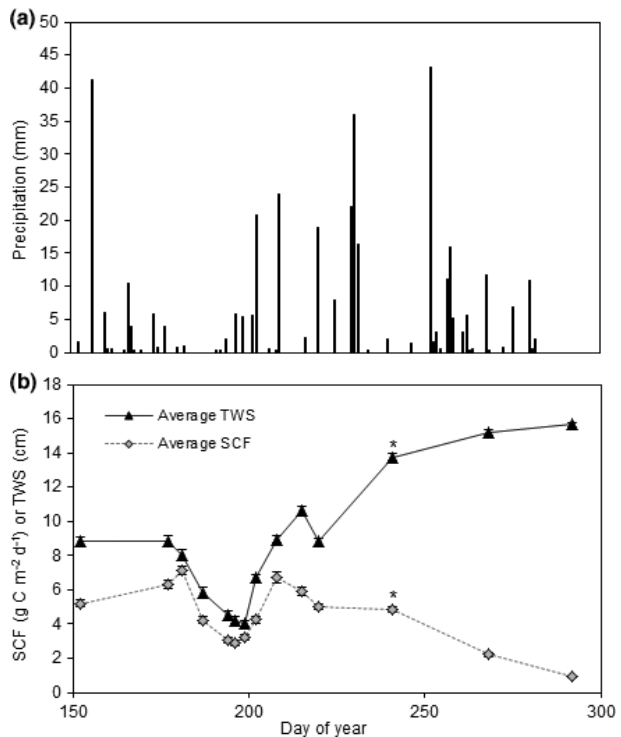 (a)
50
45
40
35
30
25
20
15
10
5
0
Precipitation (mm)
(b)
18
16
14
12
10
8
6
4
2
0
SCF (g C m⁻² d⁻¹) or TWS (cm)
Average TWS
Average SCF
*
*
150 200 250 300
Day of year